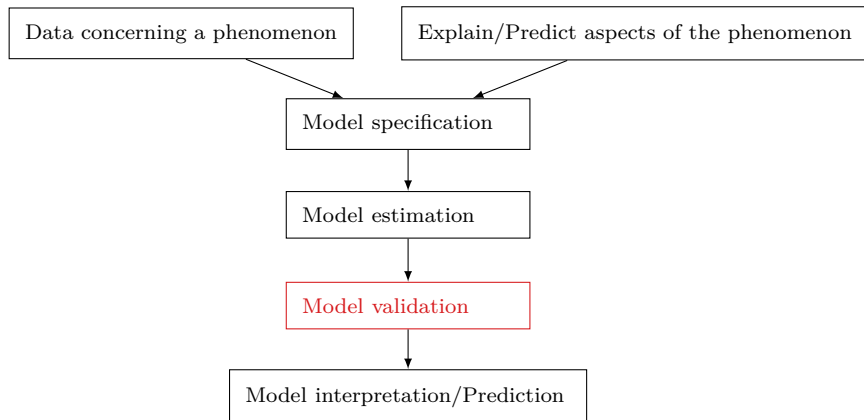 Data concerning a phenomenon
Explain/Predict aspects of the phenomenon
Model specification
Model estimation
Model validation
Model interpretation/Prediction